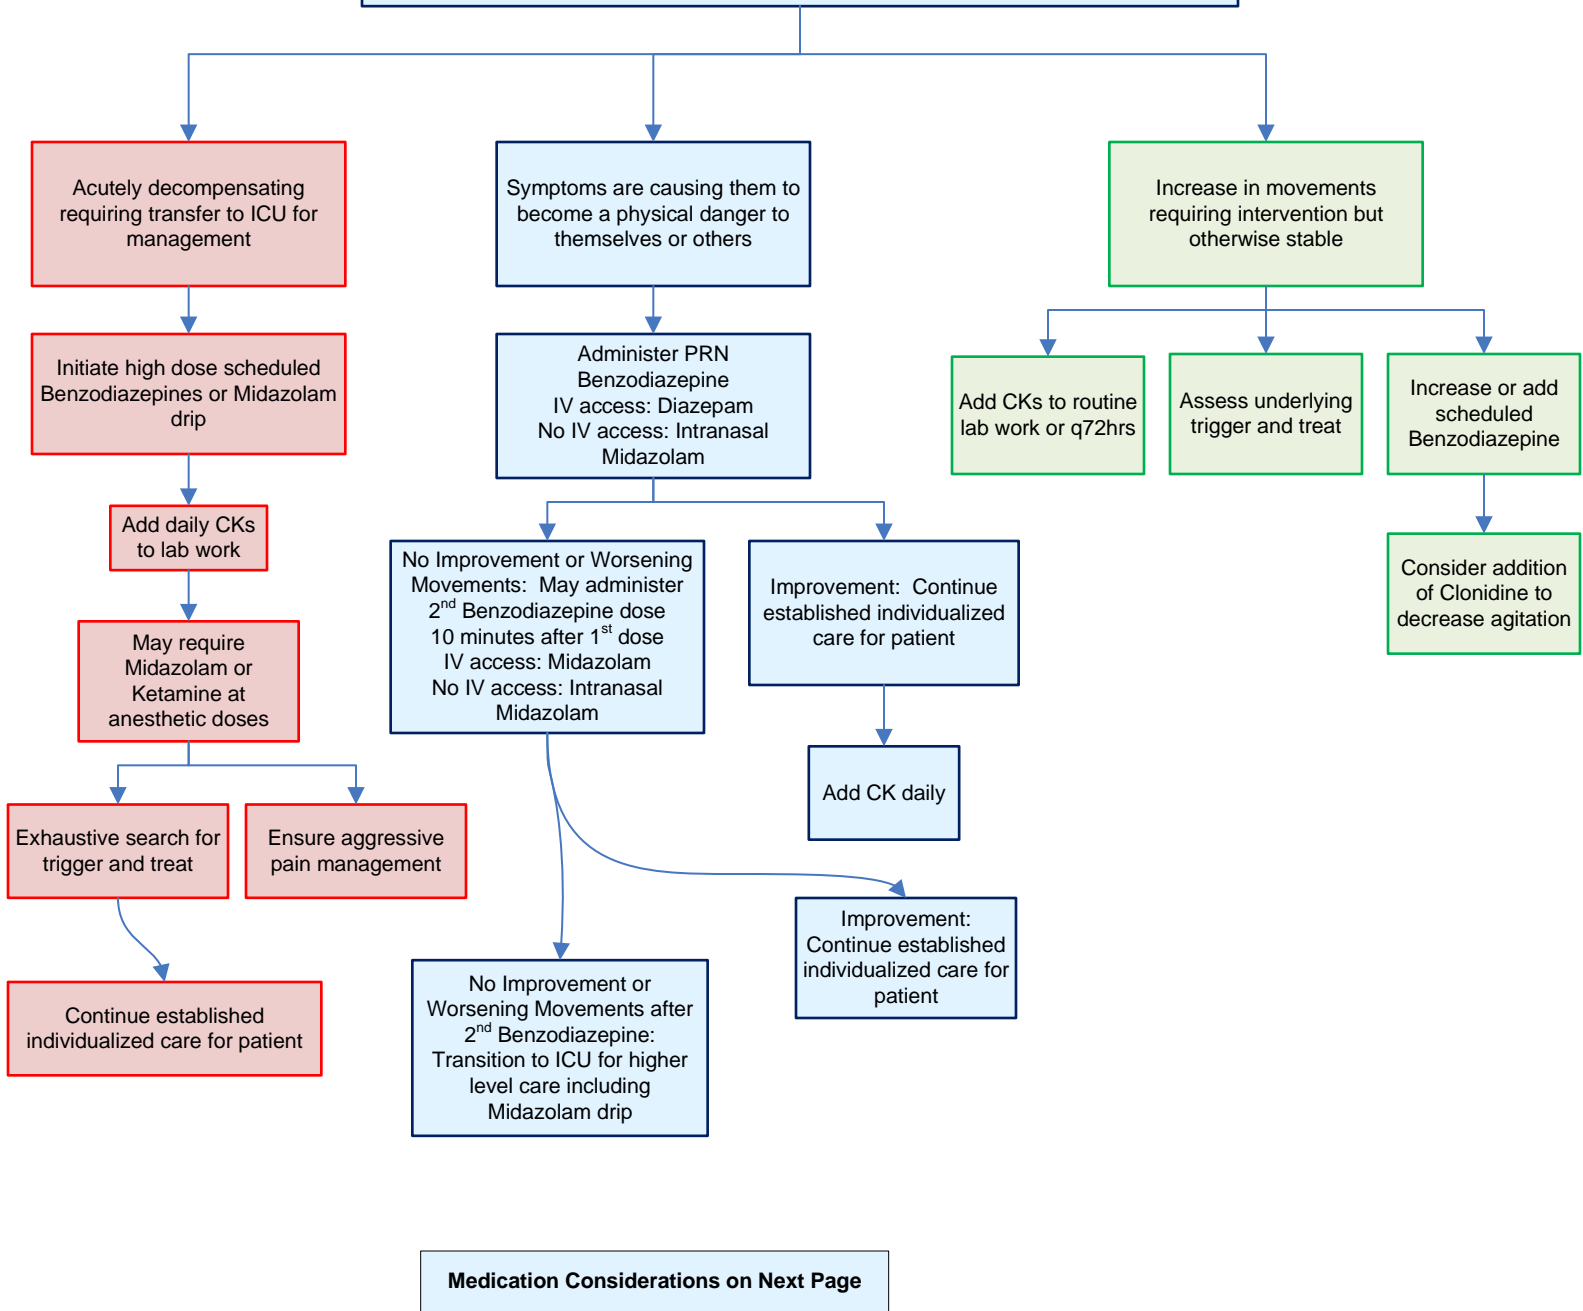 Acutely decompensating
requiring transfer to ICU for
management
Symptoms are causing them to
become a physical danger to
themselves or others
Increase in movements
requiring intervention but
otherwise stable
Initiate high dose scheduled
Benzodiazepines or Midazolam
drip
Administer PRN
Benzodiazepine
IV access: Diazepam
No IV access: Intranasal
Midazolam
Add CKs to routine
lab work or q72hrs
Assess underlying
trigger and treat
Increase or add
scheduled
Benzodiazepine
Add daily CKs
to lab work
No Improvement or Worsening
Movements: May administer
2nd Benzodiazepine dose
10 minutes after 1st dose
IV access: Midazolam
No IV access: Intranasal
Midazolam
Improvement: Continue
established individualized
care for patient
Consider addition
of Clonidine to
decrease agitation
May require
Midazolam or
Ketamine at
anesthetic doses
Add CK daily
Exhaustive search for
trigger and treat
Ensure aggressive
pain management
Improvement:
Continue established
individualized care for
patient
Continue established
individualized care for patient
No Improvement or
Worsening Movements after
2nd Benzodiazepine:
Transition to ICU for higher
level care including
Midazolam drip
Medication Considerations on Next Page